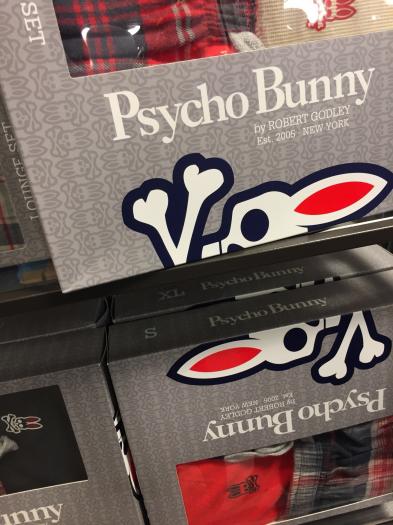 SET
LOUNGE SET
Psycho Bunny
by ROBERT GODLEY
Est. 2005 · NEW YORK
XL Psycho Bunny
S Psycho Bunny
by ROBERT GODLEY
Est. 2005 · NEW YORK
Psycho Bunny
unny